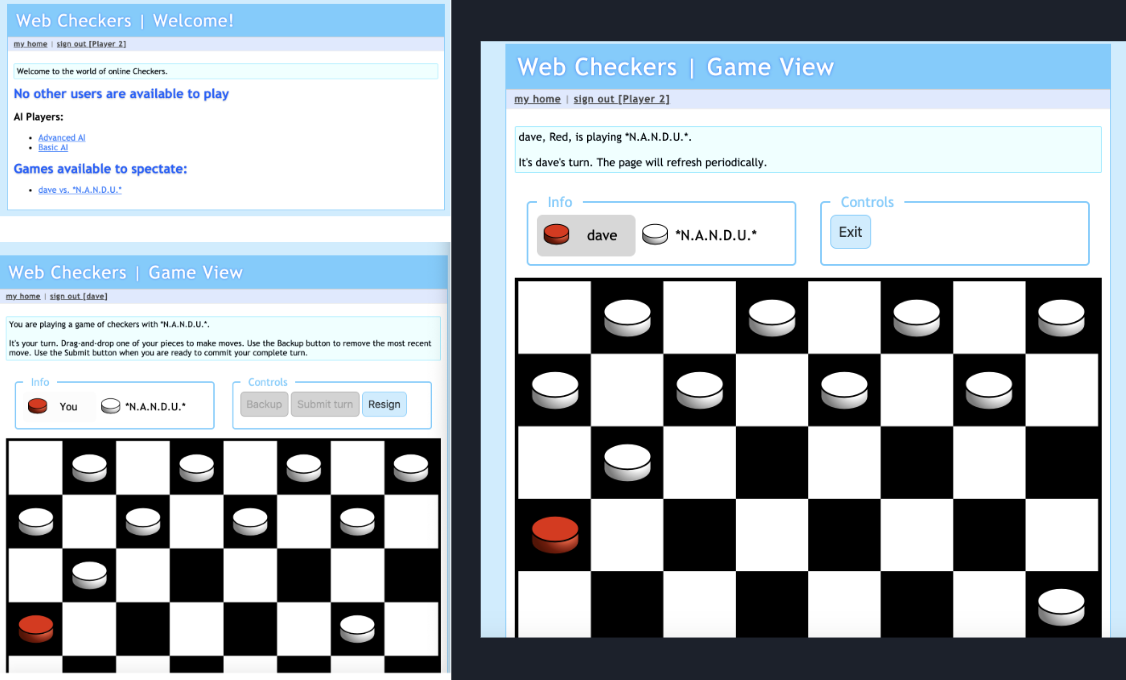 Web Checkers | Welcome!
my home | sign out [Player 2]
Welcome to the world of online Checkers.
No other users are available to play
AI Players:
Advanced AI
Basic AI
Games available to spectate:
dave vs. *N.A.N.D.U.*
Web Checkers | Game View
my home | sign out [dave]
You are playing a game of checkers with *N.A.N.D.U.*.
It's your turn. Drag-and-drop one of your pieces to make moves. Use the Backup button to remove the most recent
move. Use the Submit button when you are ready to commit your complete turn.
Info
You
*N.A.N.D.U.*
Controls
Backup
Submit turn
Resign
Web Checkers | Game View
my home | sign out [Player 2]
dave, Red, is playing *N.A.N.D.U.*.
It's dave's turn. The page will refresh periodically.
Info
dave
*N.A.N.D.U.*
Controls
Exit